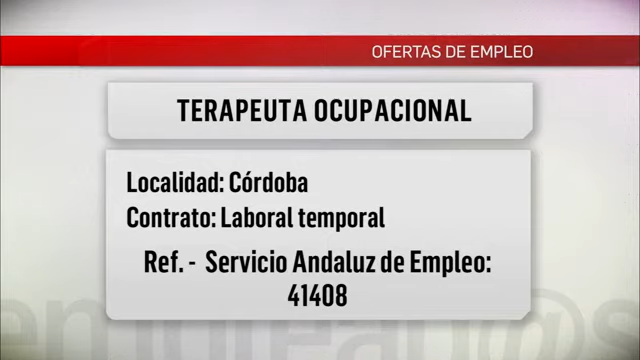 OFERTAS DE EMPLEO
TERAPEUTA OCUPACIONAL
Localidad: Córdoba
Contrato: Laboral temporal
Ref. - Servicio Andaluz de Empleo:
41408